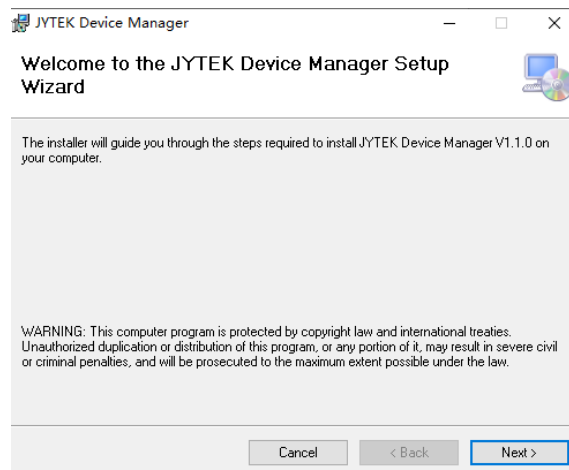 JYTEK Device Manager
Welcome to the JYTEK Device Manager Setup
Wizard
The installer will guide you through the steps required to install JYTEK Device Manager V1.1.0 on
your computer.
WARNING: This computer program is protected by copyright law and international treaties.
Unauthorized duplication or distribution of this program, or any portion of it, may result in severe civil
or criminal penalties, and will be prosecuted to the maximum extent possible under the law.
Cancel
< Back
Next >